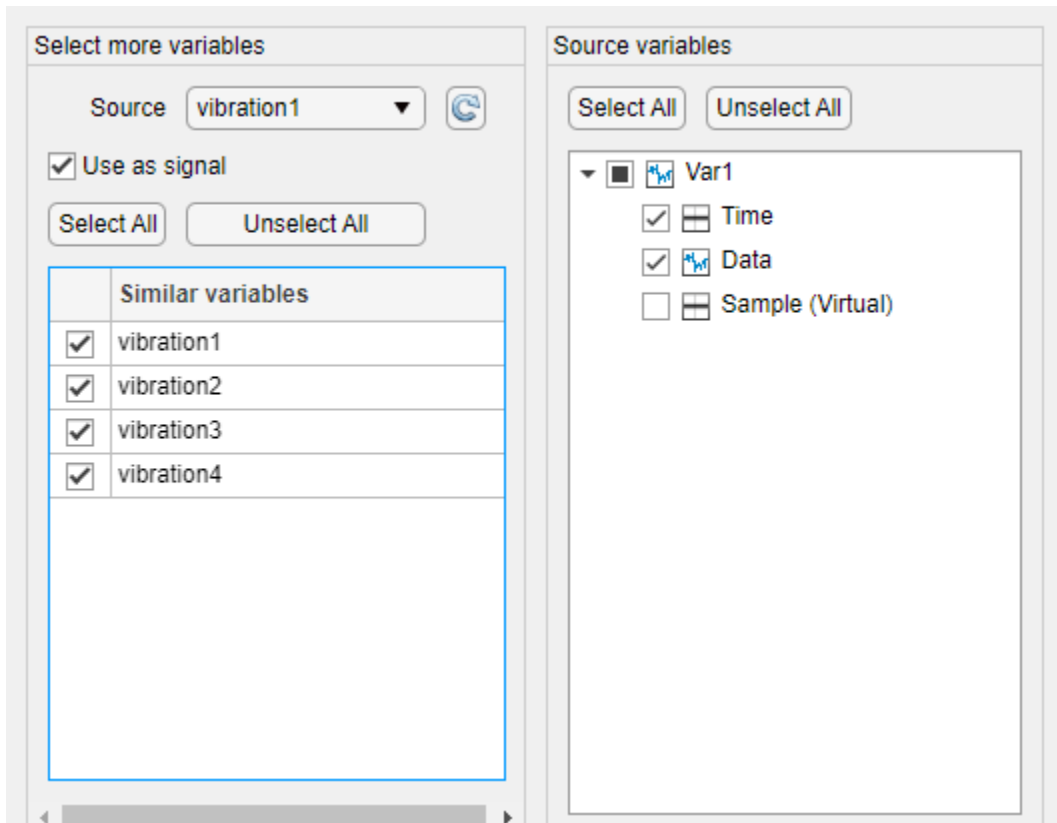 Select more variables
Source vibration1
Use as signal
Select All Unselect All
Similar variables
vibration1
vibration2
vibration3
vibration4
Source variables
Select All Unselect All
Var1
Time
Data
Sample (Virtual)